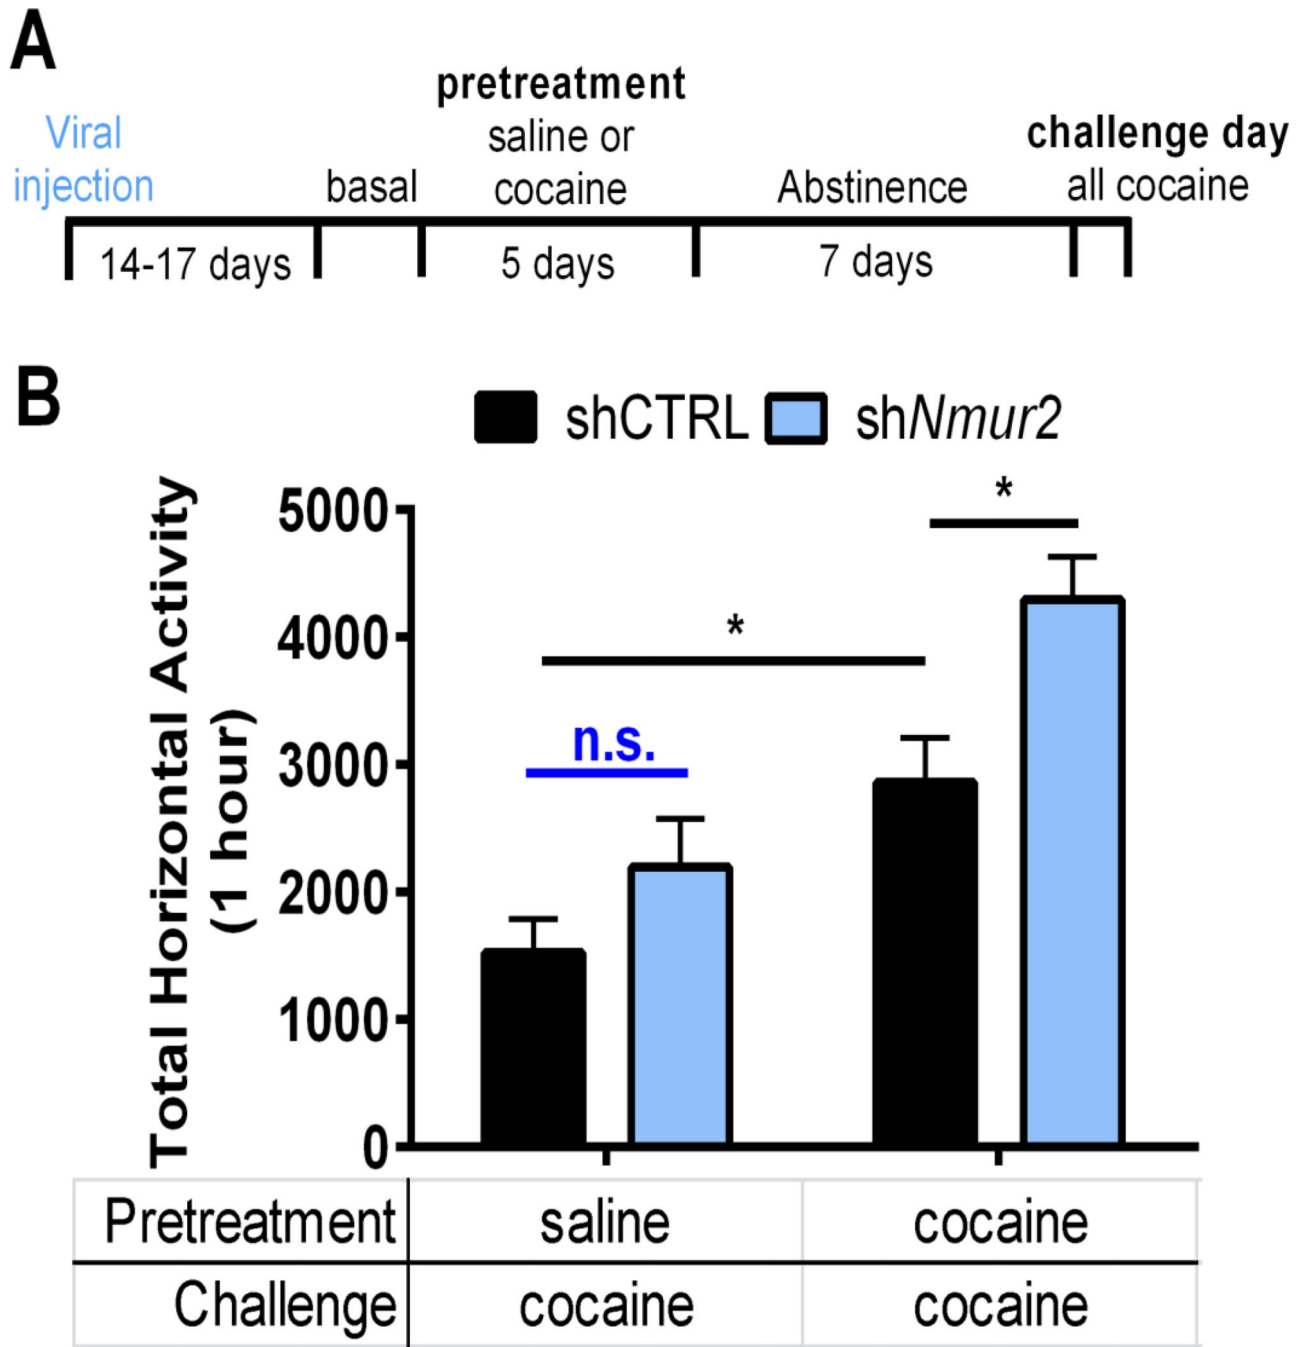 A
Viral
injection
basal
pretreatment
saline or
cocaine
Abstinence
challenge day
all cocaine
14-17 days
5 days
7 days
B
shCTRL
shNmur2
Total Horizontal Activity
(1 hour)
5000
4000
3000
2000
1000
0
*
*
n.s.
Pretreatment saline cocaine
Challenge cocaine cocaine